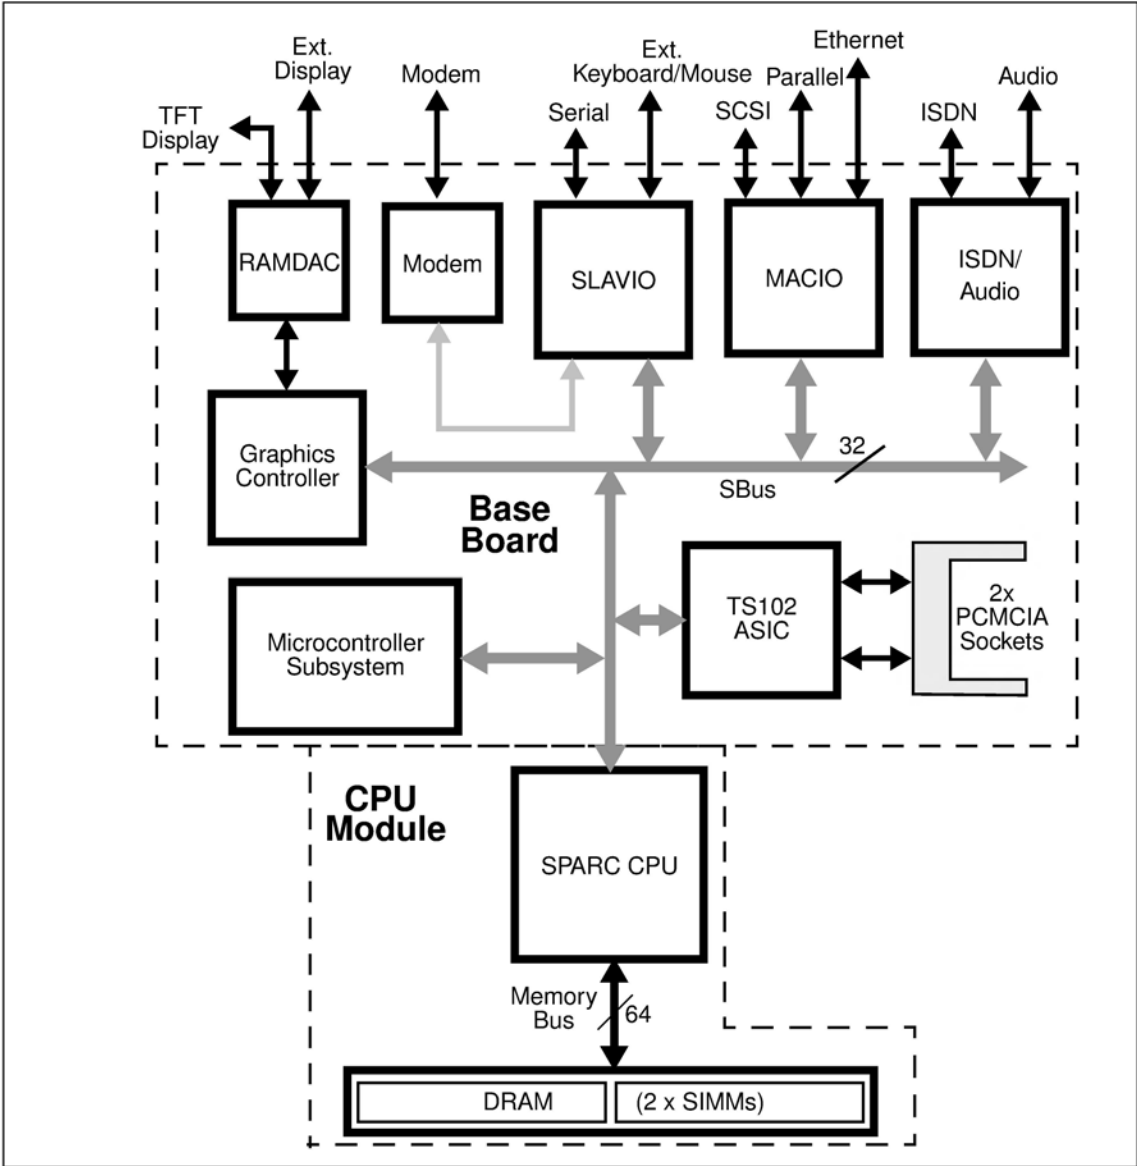 Ext.
Display
TFT
Display
Modem
Serial
Ext.
Keyboard/Mouse
SCSI
Parallel
Ethernet
ISDN
Audio
RAMDAC
Modem
SLAVIO
MACIO
ISDN/
Audio
Graphics
Controller
32
SBus
Base
Board
Microcontroller
Subsystem
TS102
ASIC
2x
PCMCIA
Sockets
CPU
Module
SPARC CPU
Memory
Bus
64
DRAM
(2 x SIMMs)